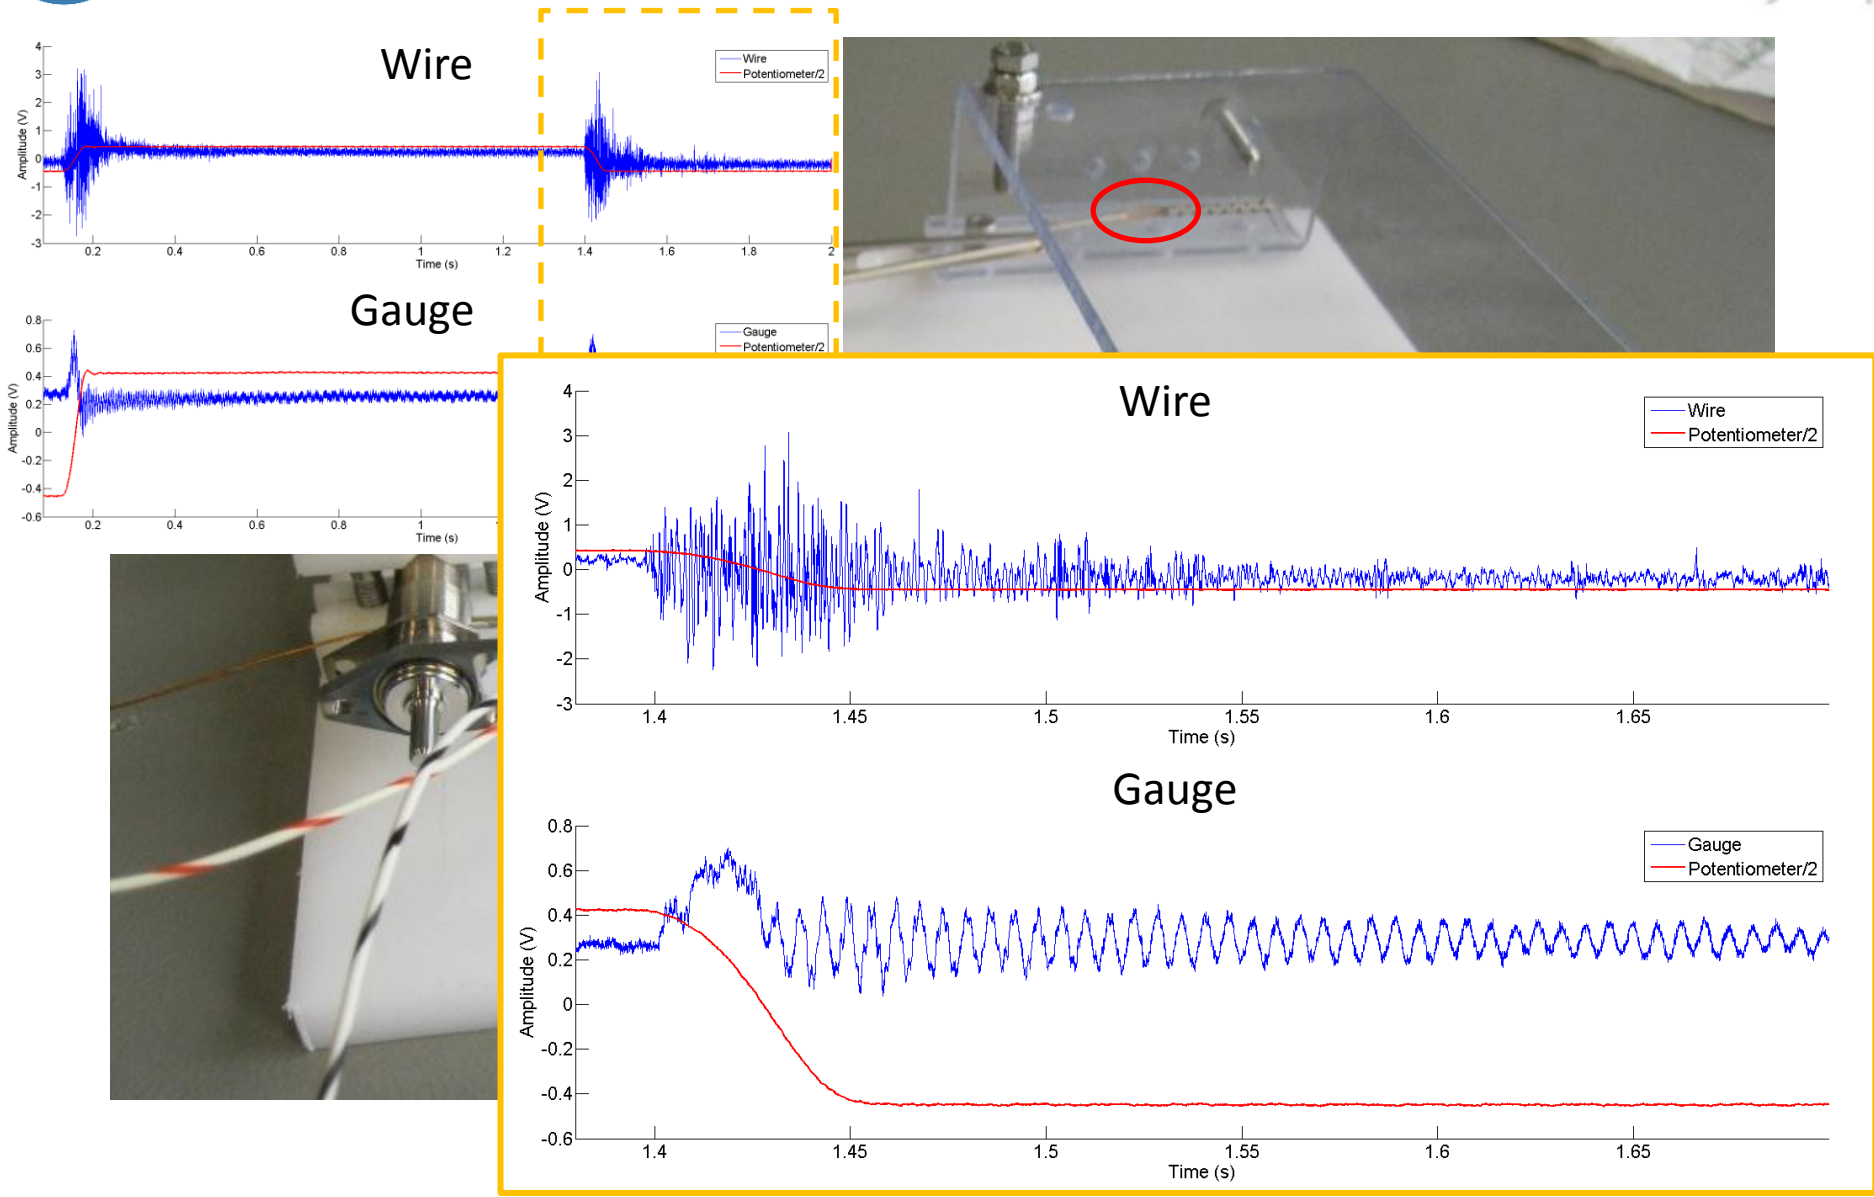 Wire
4
3
2
1
0
-1
-2
-3
Amplitude (V)
0.2 0.4 0.6 0.8 1 1.2 1.4 1.6 1.8 2
Time (s)
Wire
Potentiometer/2
Gauge
0.8
0.6
0.4
0.2
0
-0.2
-0.4
-0.6
Amplitude (V)
0.2 0.4 0.6 0.8 1
Time (s)
Gauge
Potentiometer/2
Wire
4
3
2
1
0
-1
-2
-3
Amplitude (V)
1.4 1.45 1.5 1.55 1.6 1.65
Time (s)
Wire
Potentiometer/2
Gauge
0.8
0.6
0.4
0.2
0
-0.2
-0.4
-0.6
Amplitude (V)
1.4 1.45 1.5 1.55 1.6 1.65
Time (s)
Gauge
Potentiometer/2